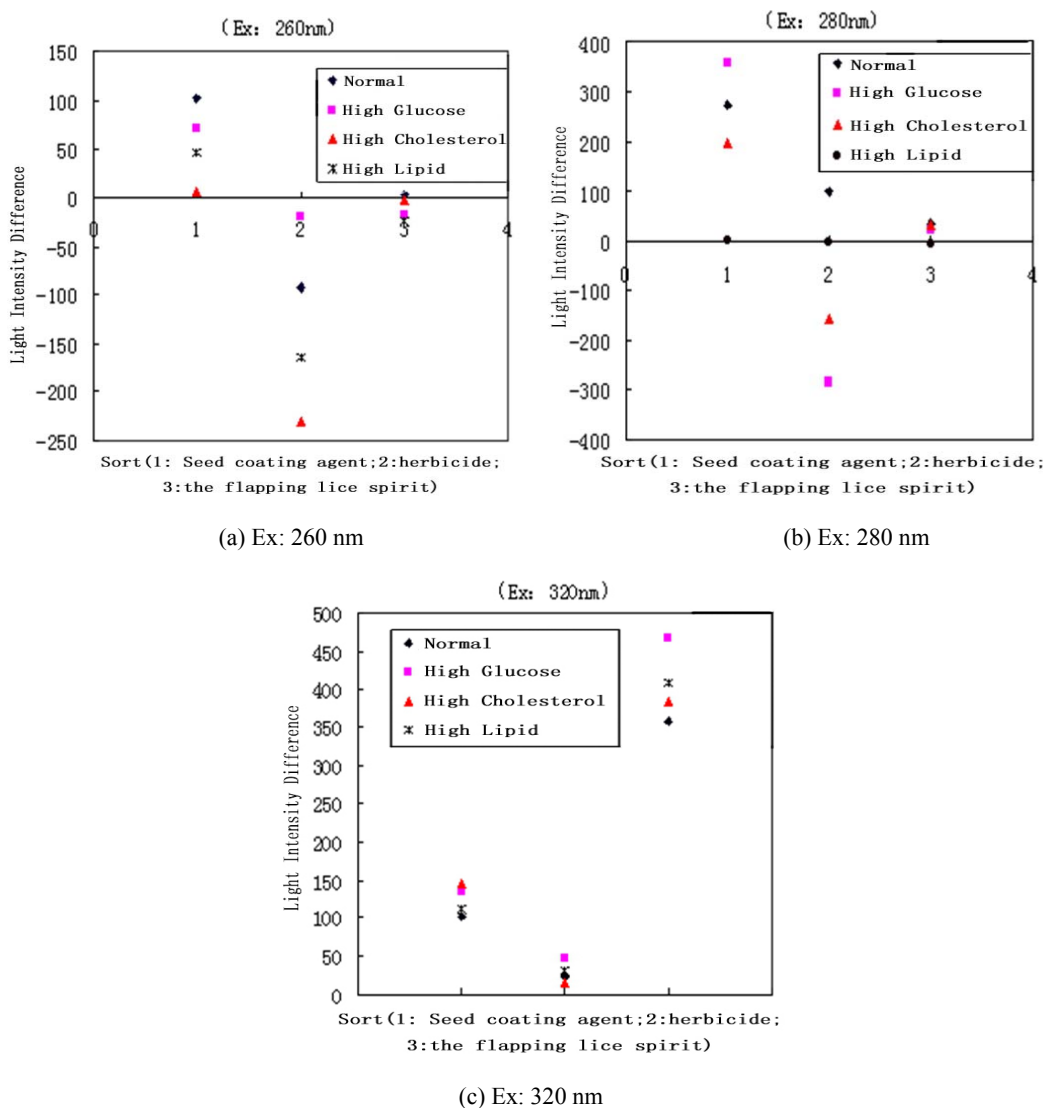 (Ex: 260nm)
150
100
50
0
-50
-100
-150
-200
-250
0 1 2 3 4
Light Intensity Difference
Normal
High Glucose
High Cholesterol
High Lipid
Sort(1: Seed coating agent;2:herbicide;
3:the flapping lice spirit)
(a) Ex: 260 nm
(Ex: 280nm)
400
300
200
100
0
-100
-200
-300
-400
0 1 2 3 4
Light Intensity Difference
Normal
High Glucose
High Cholesterol
High Lipid
Sort(1: Seed coating agent;2:herbicide;
3:the flapping lice spirit)
(b) Ex: 280 nm
(Ex: 320nm)
500
450
400
350
300
250
200
150
100
50
0
Light Intensity Difference
Normal
High Glucose
High Cholesterol
High Lipid
Sort(1: Seed coating agent;2:herbicide;
3:the flapping lice spirit)
(c) Ex: 320 nm